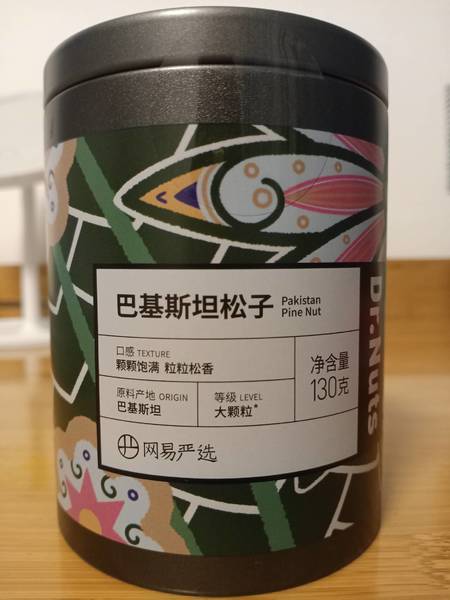 巴基斯坦松子
Pakistan
Pine Nut
口感 TEXTURE
颗颗饱满 粒粒松香
净含量
130克
原料产地 ORIGIN
巴基斯坦
等级 LEVEL
大颗粒*
网易严选
Dr.Nuts